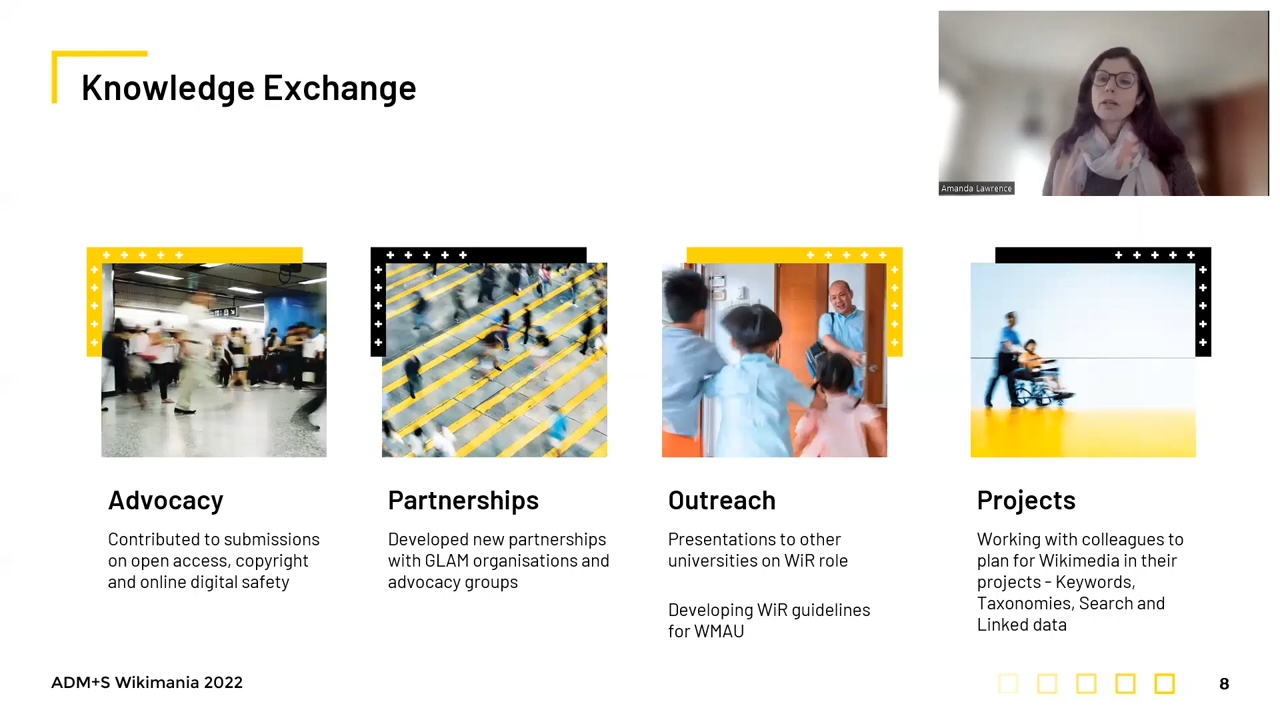 Knowledge Exchange
Amanda Lawrence
Advocacy
Contributed to submissions
on open access, copyright
and online digital safety
Partnerships
Developed new partnerships
with GLAM organisations and
advocacy groups
Outreach
Presentations to other
universities on WiR role
Developing WiR guidelines
for WMAU
Projects
Working with colleagues to
plan for Wikimedia in their
projects - Keywords,
Taxonomies, Search and
Linked data
ADM+S Wikimania 2022
8